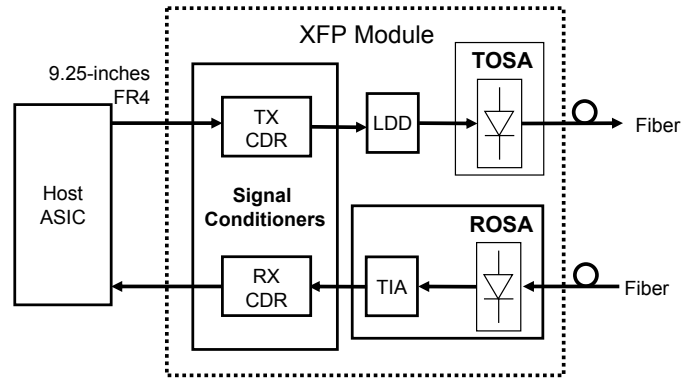 XFP Module
9.25-inches
FR4
TOSA
TX
CDR
LDD
Fiber
Host
ASIC
Signal
Conditioners
ROSA
RX
CDR
TIA
Fiber